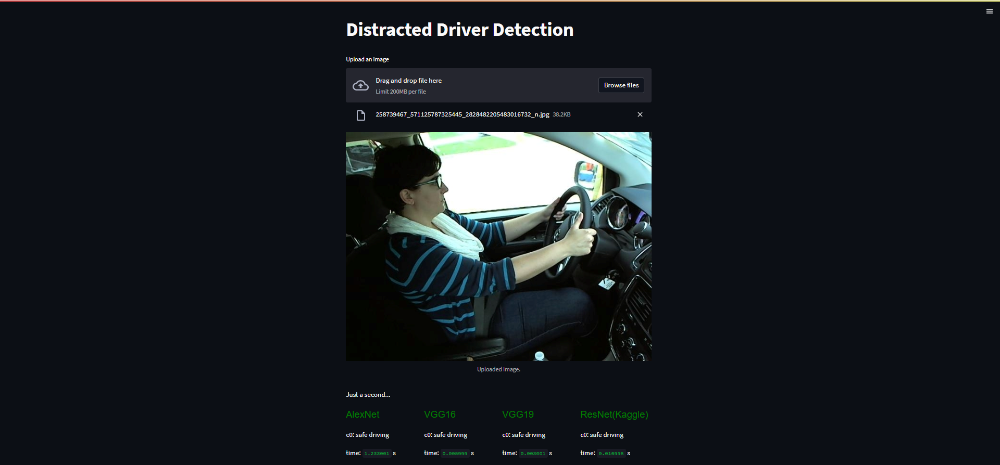 Distracted Driver Detection
Upload an image
Drag and drop file here
Limit 200MB per file
Browse files
258739467_571125787325445_2828482205483016732_n.jpg 38.2KB
Uploaded Image.
Just a second...
AlexNet VGG16 VGG19 ResNet(Kaggle)
c0: safe driving c0: safe driving c0: safe driving c0: safe driving
time: 1.233001 s time: 0.005999 s time: 0.003001 s time: 0.016998 s